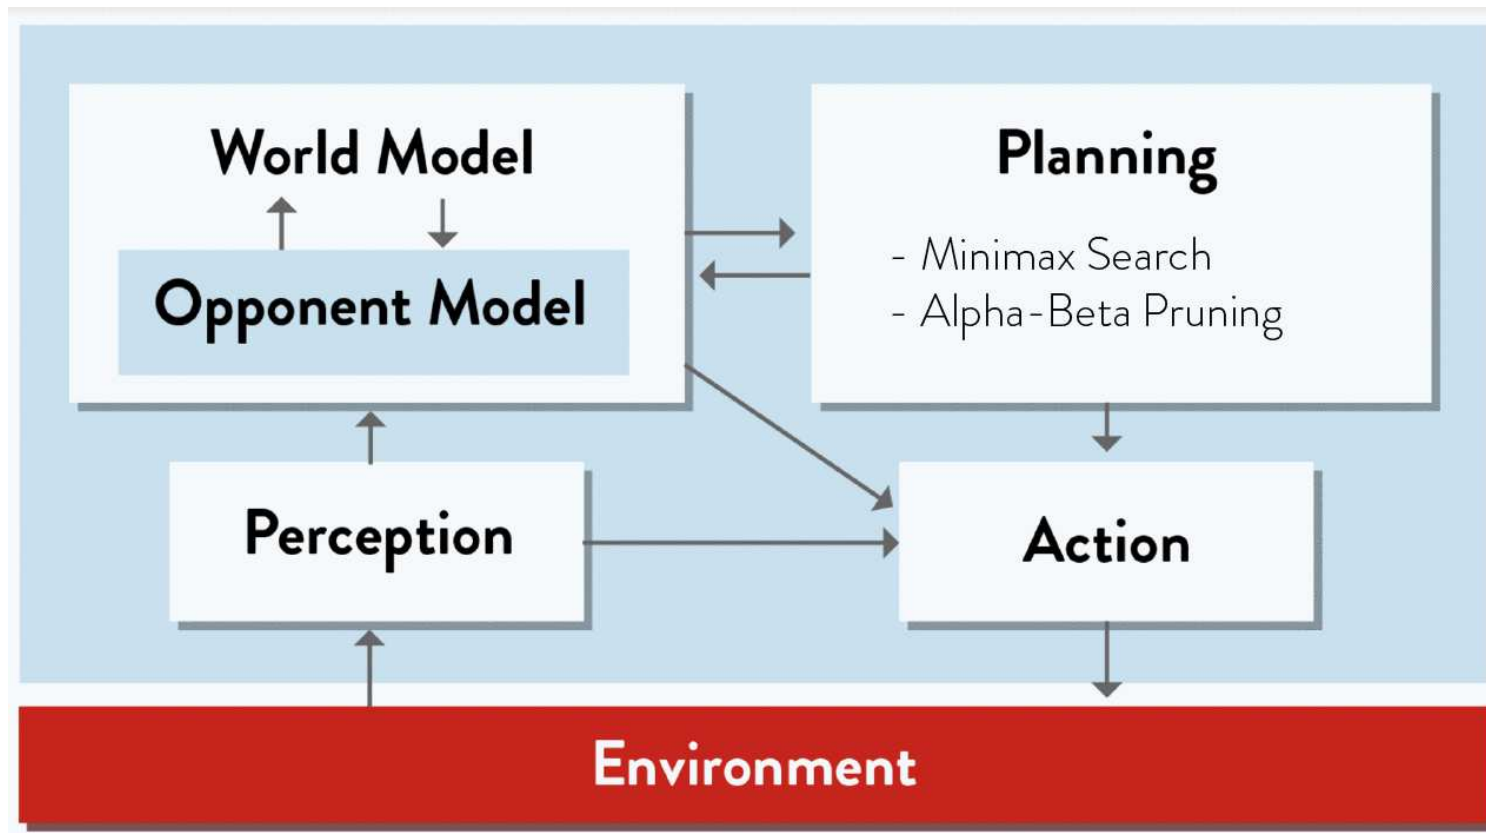 World Model
Opponent Model
Planning
- Minimax Search
- Alpha-Beta Pruning
Perception
Action
Environment